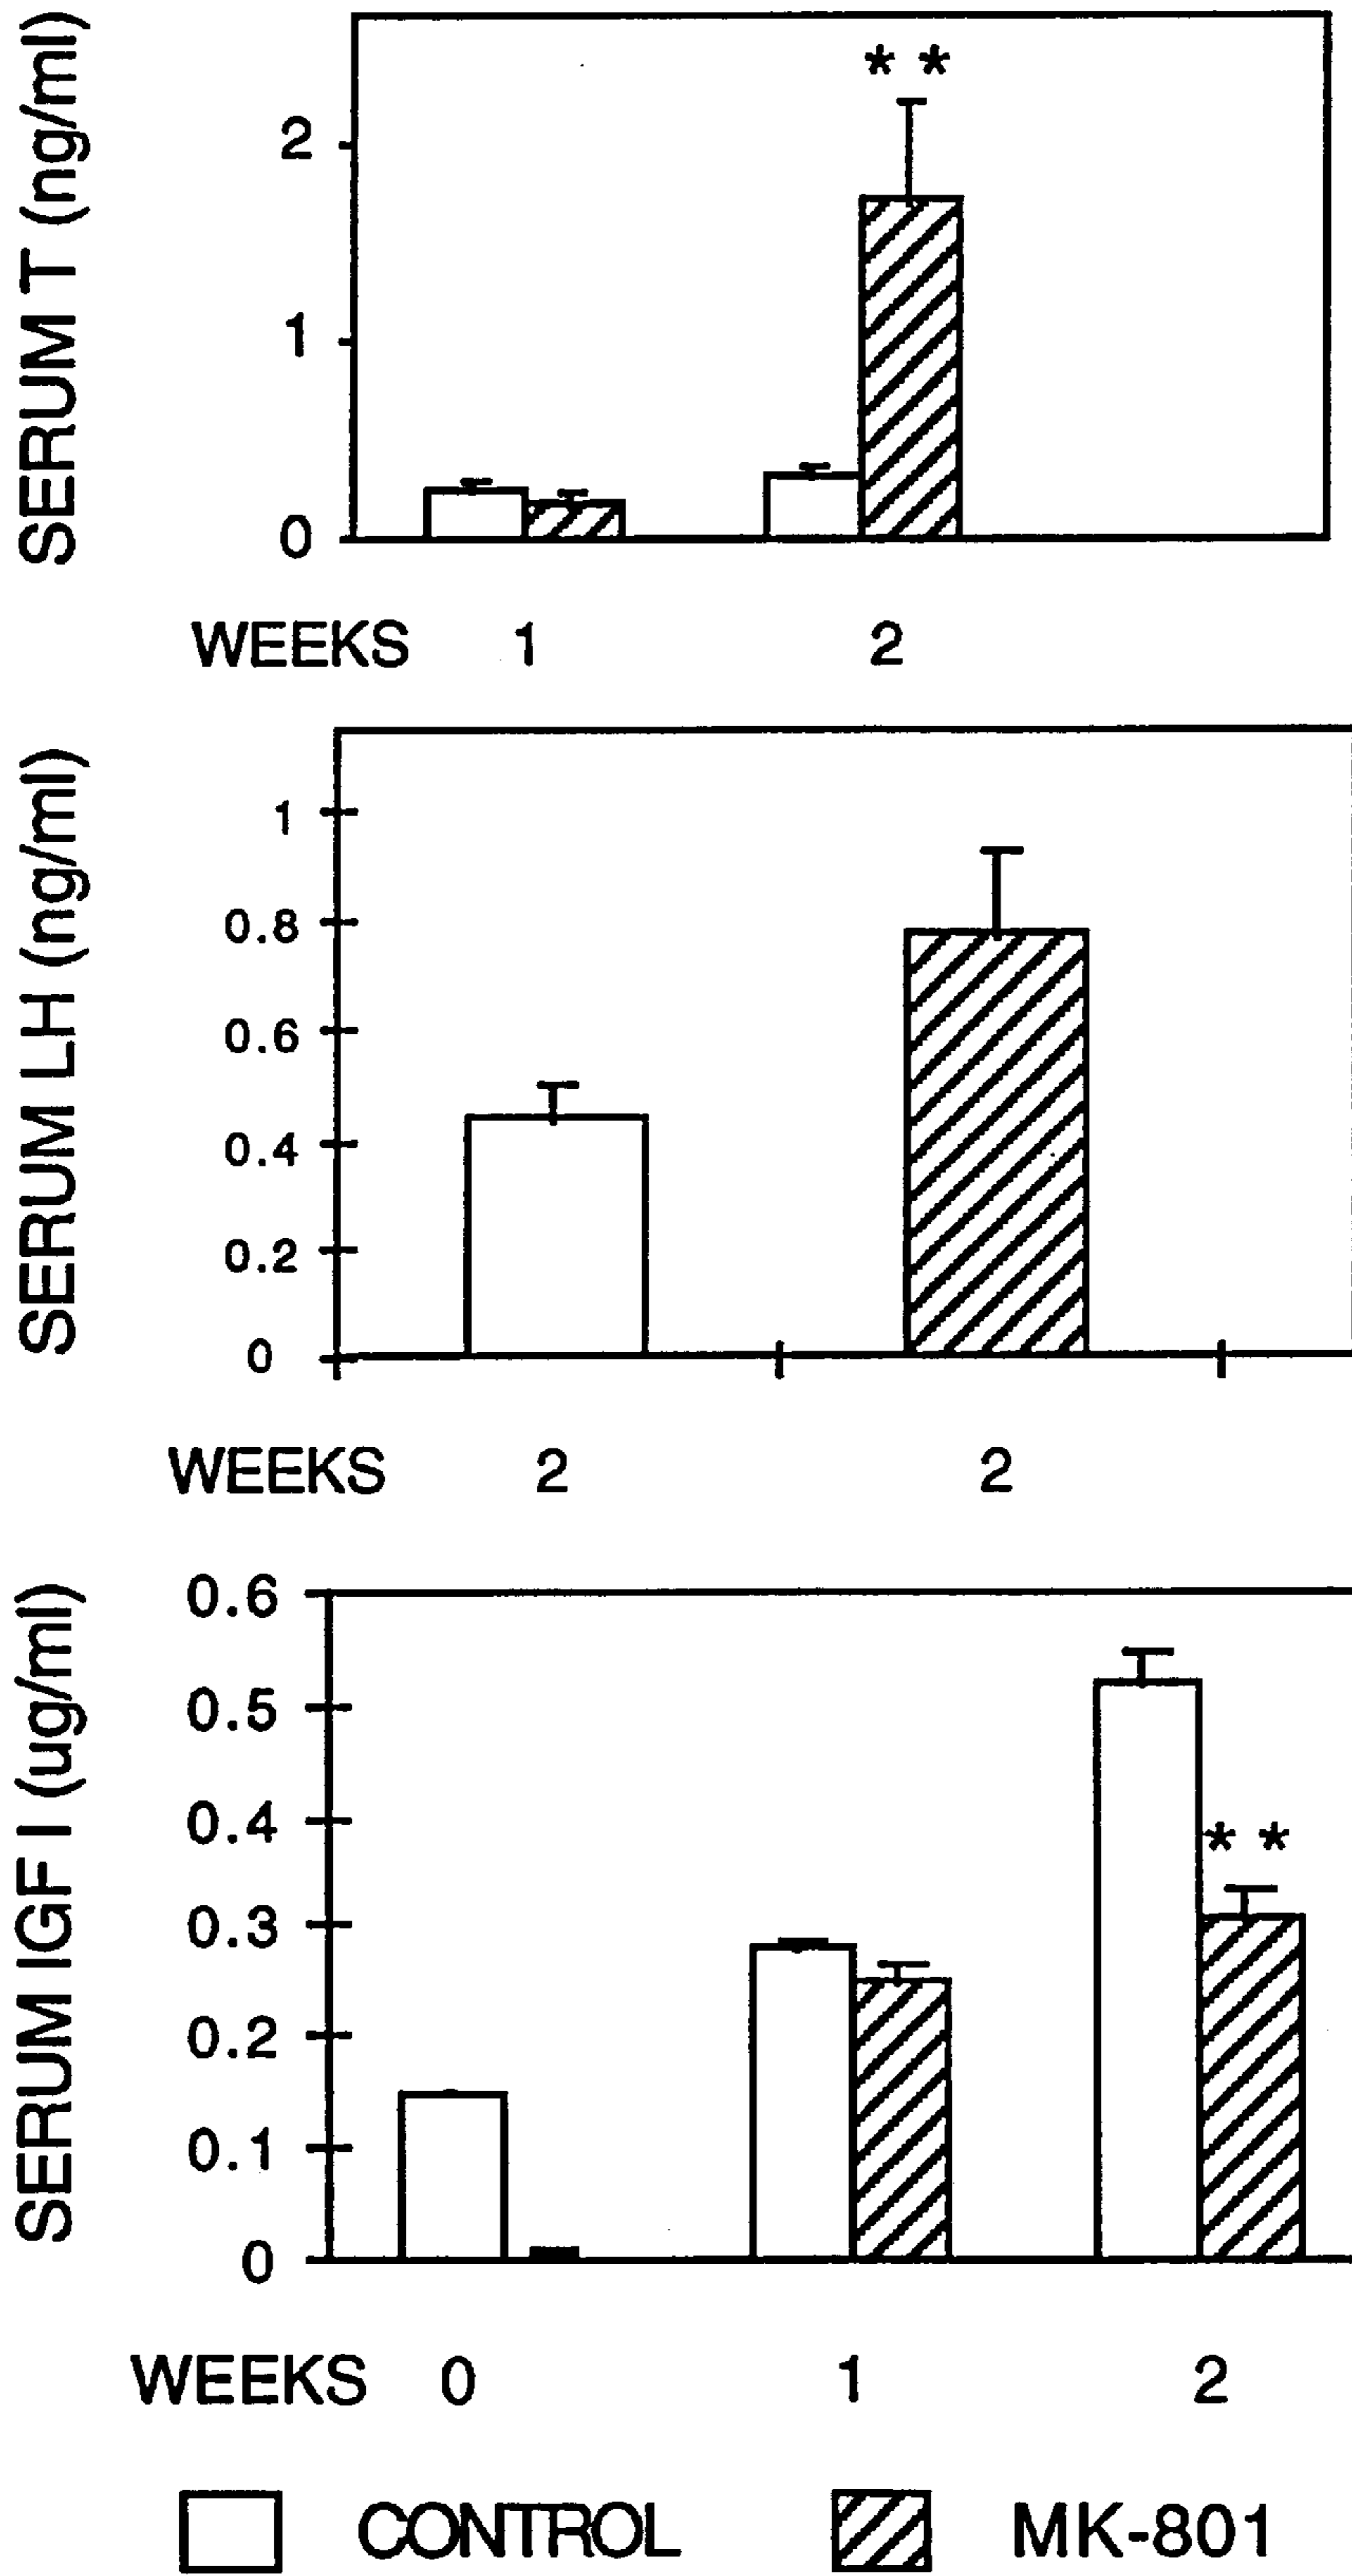 SERUM T (ng/ml)
* *
2
1
0
WEEKS 1 2
SERUM LH (ng/ml)
1
0.8
0.6
0.4
0.2
0
WEEKS 2 2
SERUM IGF I (ug/ml)
0.6
0.5
0.4
* *
0.3
0.2
0.1
0
WEEKS 0 1 2
CONTROL MK-801